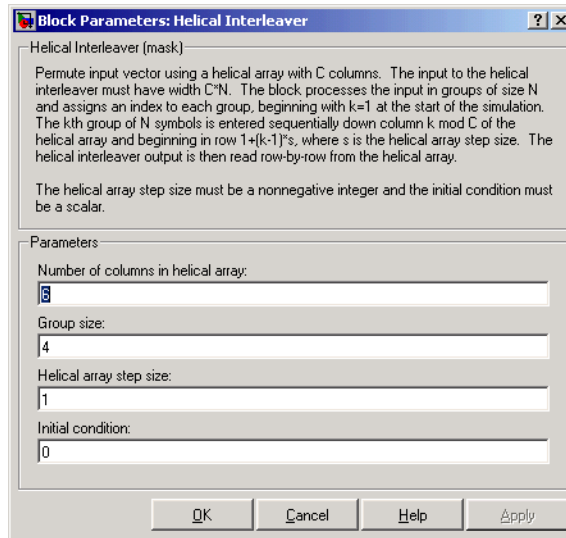 Block Parameters: Helical Interleaver
Helical Interleaver (mask)
Permute input vector using a helical array with C columns. The input to the helical
interleaver must have width C*N. The block processes the input in groups of size N
and assigns an index to each group, beginning with k=1 at the start of the simulation.
The kth group of N symbols is entered sequentially down column k mod C of the
helical array and beginning in row 1+(k-1)*s, where s is the helical array step size. The
helical interleaver output is then read row-by-row from the helical array.
The helical array step size must be a nonnegative integer and the initial condition must
be a scalar.
Parameters
Number of columns in helical array:
6
Group size:
4
Helical array step size:
1
Initial condition:
0
OK Cancel Help Apply